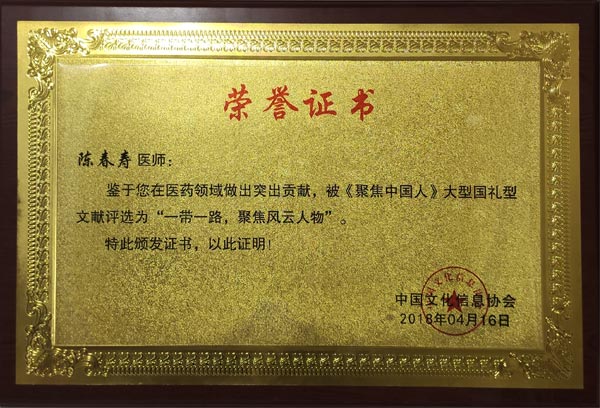 荣誉证书
陈春寿医师：
鉴于您在医药领域做出突出贡献，被《聚焦中国人》大型国礼型
文献评选为“一带一路，聚焦风云人物”。
特此颁发证书，以此证明！
中国文化信息协会
2018年04月16日